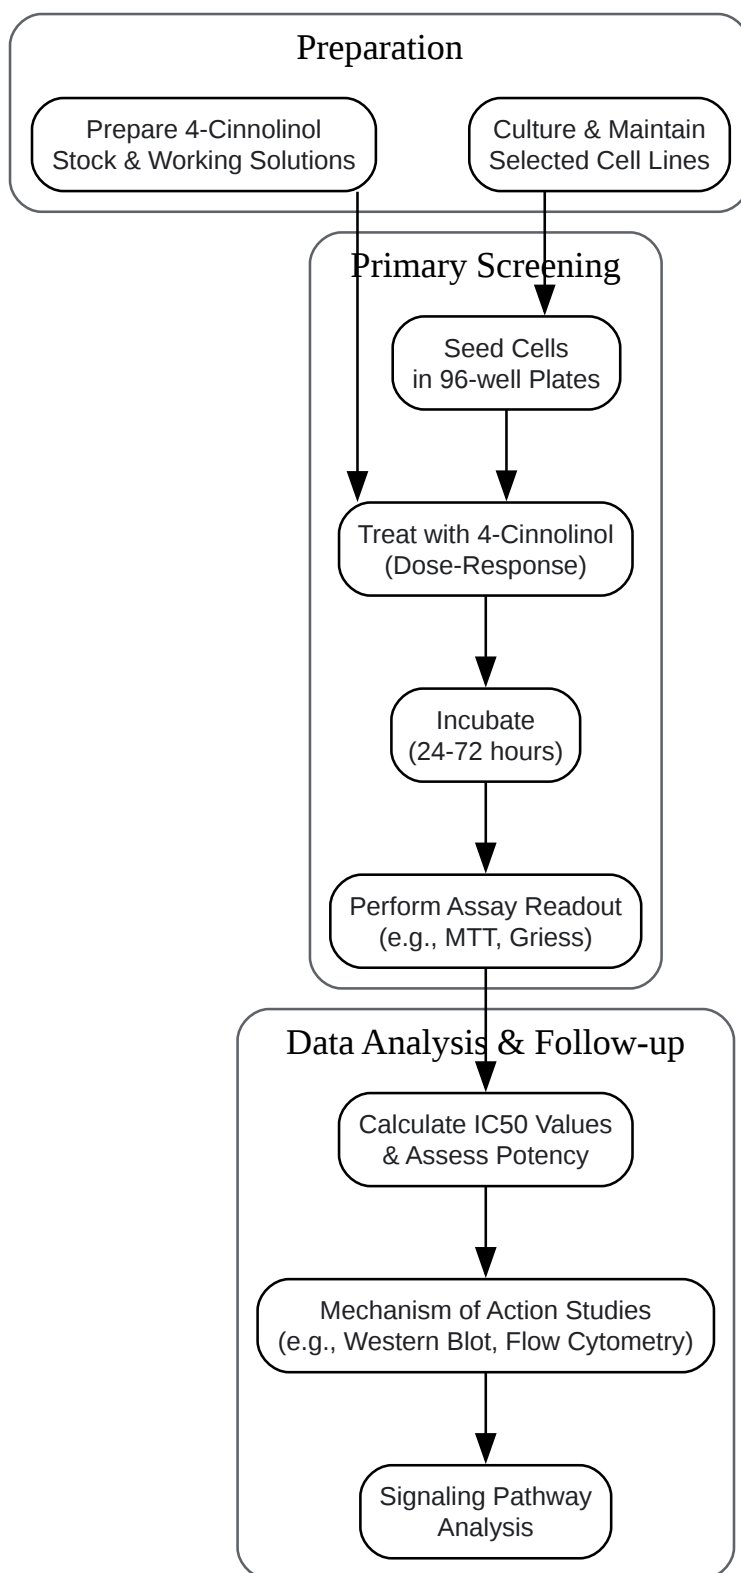 Preparation
Prepare 4-Cinnolinol
Stock & Working Solutions
Culture & Maintain
Selected Cell Lines
Primary Screening
Seed Cells
in 96-well Plates
Treat with 4-Cinnolinol
(Dose-Response)
Incubate
(24-72 hours)
Perform Assay Readout
(e.g., MTT, Griess)
Data Analysis & Follow-up
Calculate IC50 Values
& Assess Potency
Mechanism of Action Studies
(e.g., Western Blot, Flow Cytometry)
Signaling Pathway
Analysis